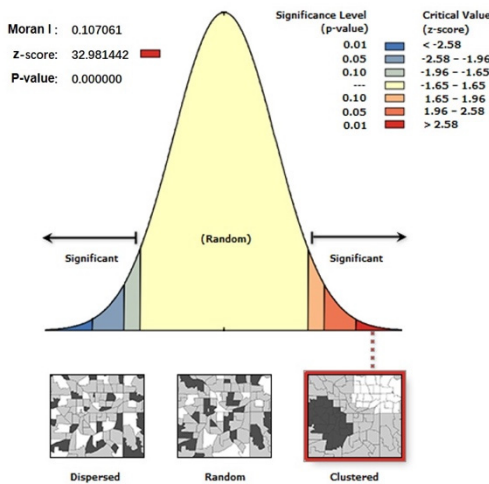 Moran I : 0.107061
z-score: 32.981442
P-value: 0.000000
Significance Level
(p-value)
Critical Value
(z-score)
0.01 < -2.58
0.05 -2.58 – -1.96
0.10 -1.96 – -1.65
--- -1.65 – 1.65
0.10 1.65 – 1.96
0.05 1.96 – 2.58
0.01 > 2.58
(Random)
Significant
Significant
Dispersed
Random
Clustered